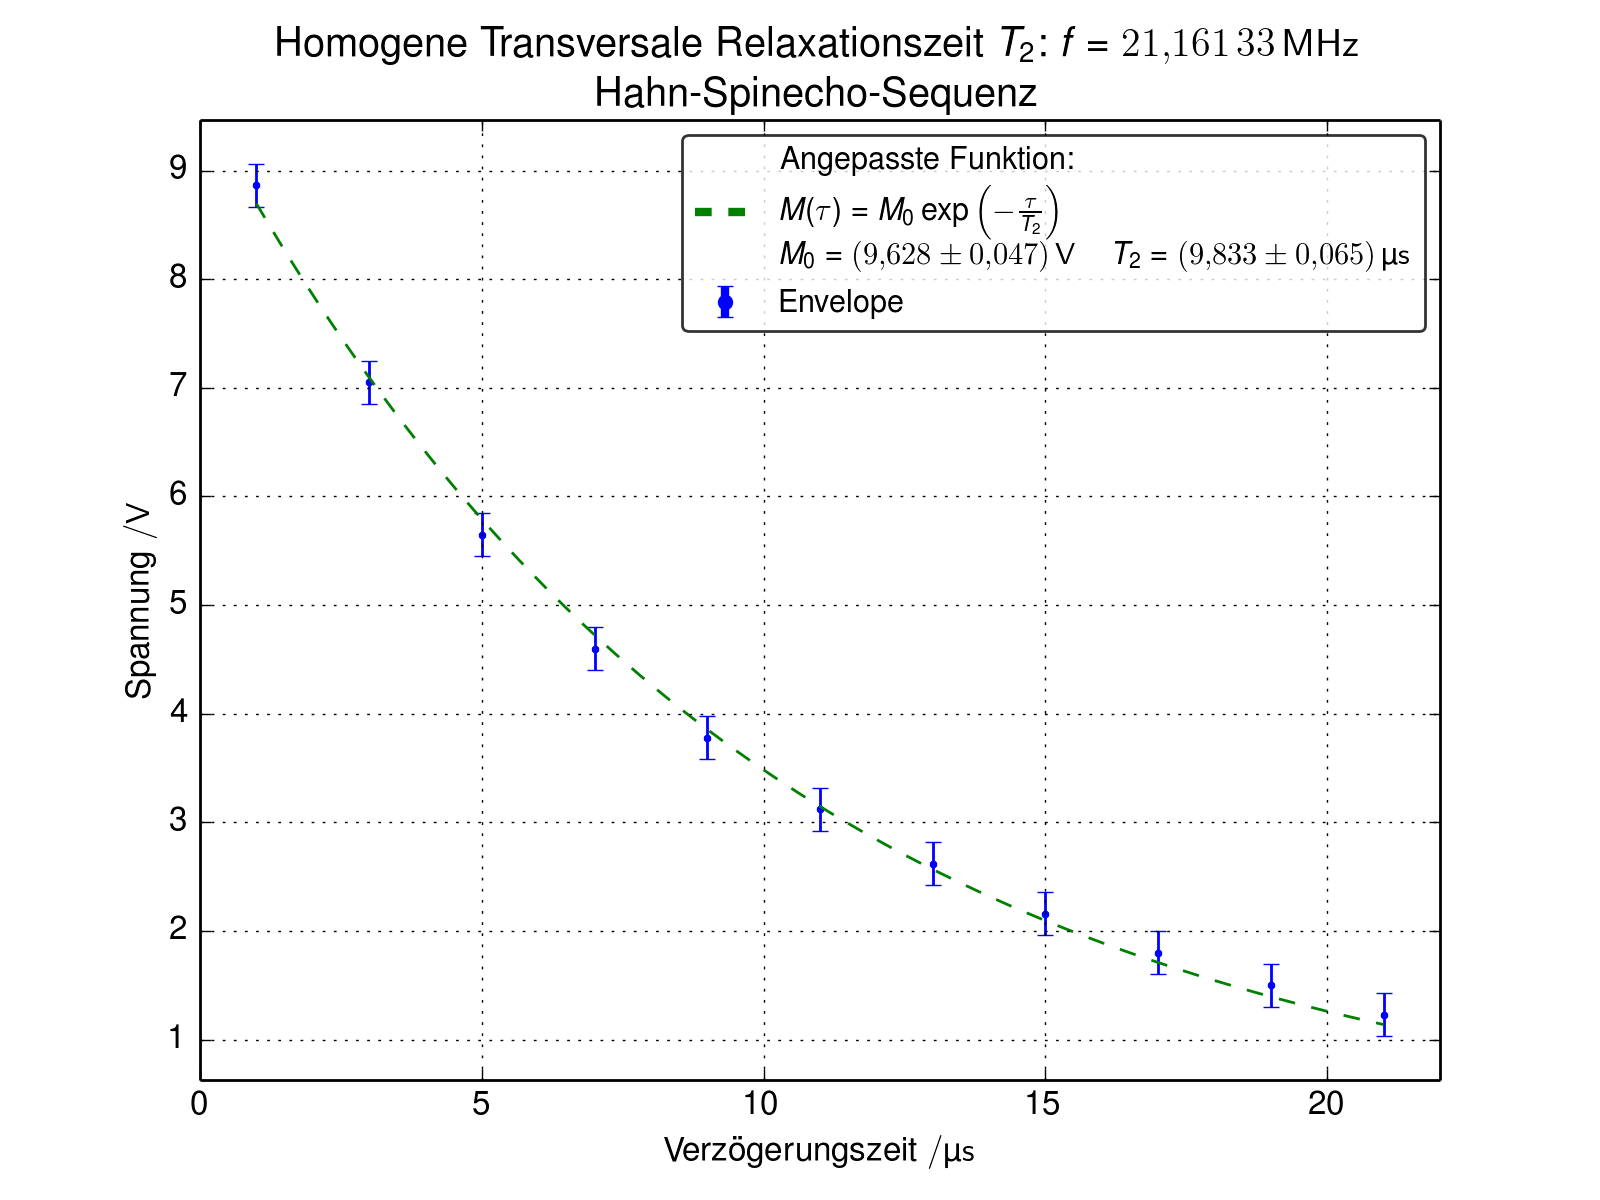 Homogene Transversale Relaxationszeit T₂: f = 21,161 33 MHz
Hahn-Spinecho-Sequenz
Angepasste Funktion:
M(τ) = M₀ exp(−τ/T₂)
M₀ = (9,628 ± 0,047) V T₂ = (9,833 ± 0,065) µs
Envelope
Spannung /V
9
8
7
6
5
4
3
2
1
0 5 10 15 20
Verzögerungszeit /µs